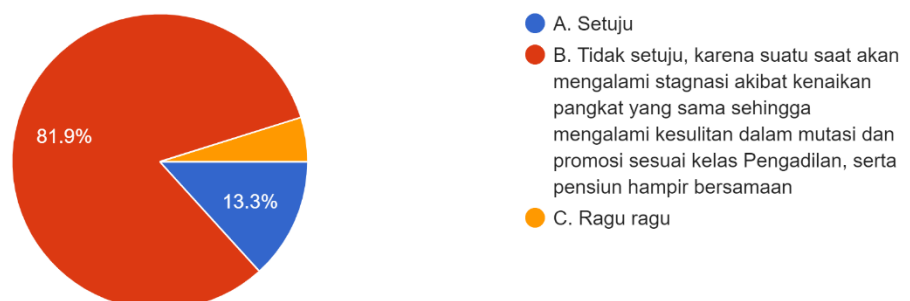 81.9%
13.3%
A. Setuju
B. Tidak setuju, karena suatu saat akan
mengalami stagnasi akibat kenaikan
pangkat yang sama sehingga
mengalami kesulitan dalam mutasi dan
promosi sesuai kelas Pengadilan, serta
pensiun hampir bersamaan
C. Ragu ragu